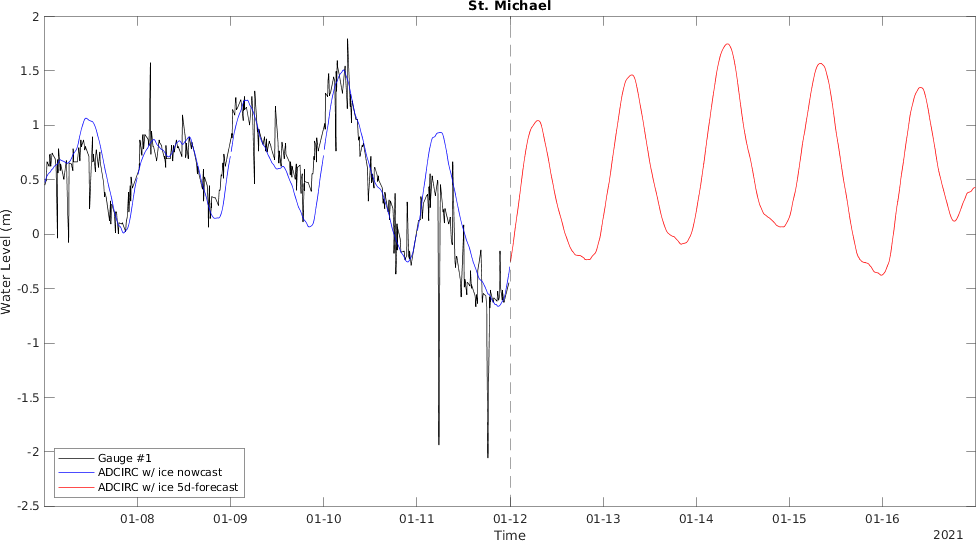 St. Michael
2
1.5
1
0.5
0
-0.5
-1
-1.5
-2
-2.5
Water Level (m)
Gauge #1
ADCIRC w/ ice nowcast
ADCIRC w/ ice 5d-forecast
01-08 01-09 01-10 01-11 01-12 01-13 01-14 01-15 01-16
Time
2021